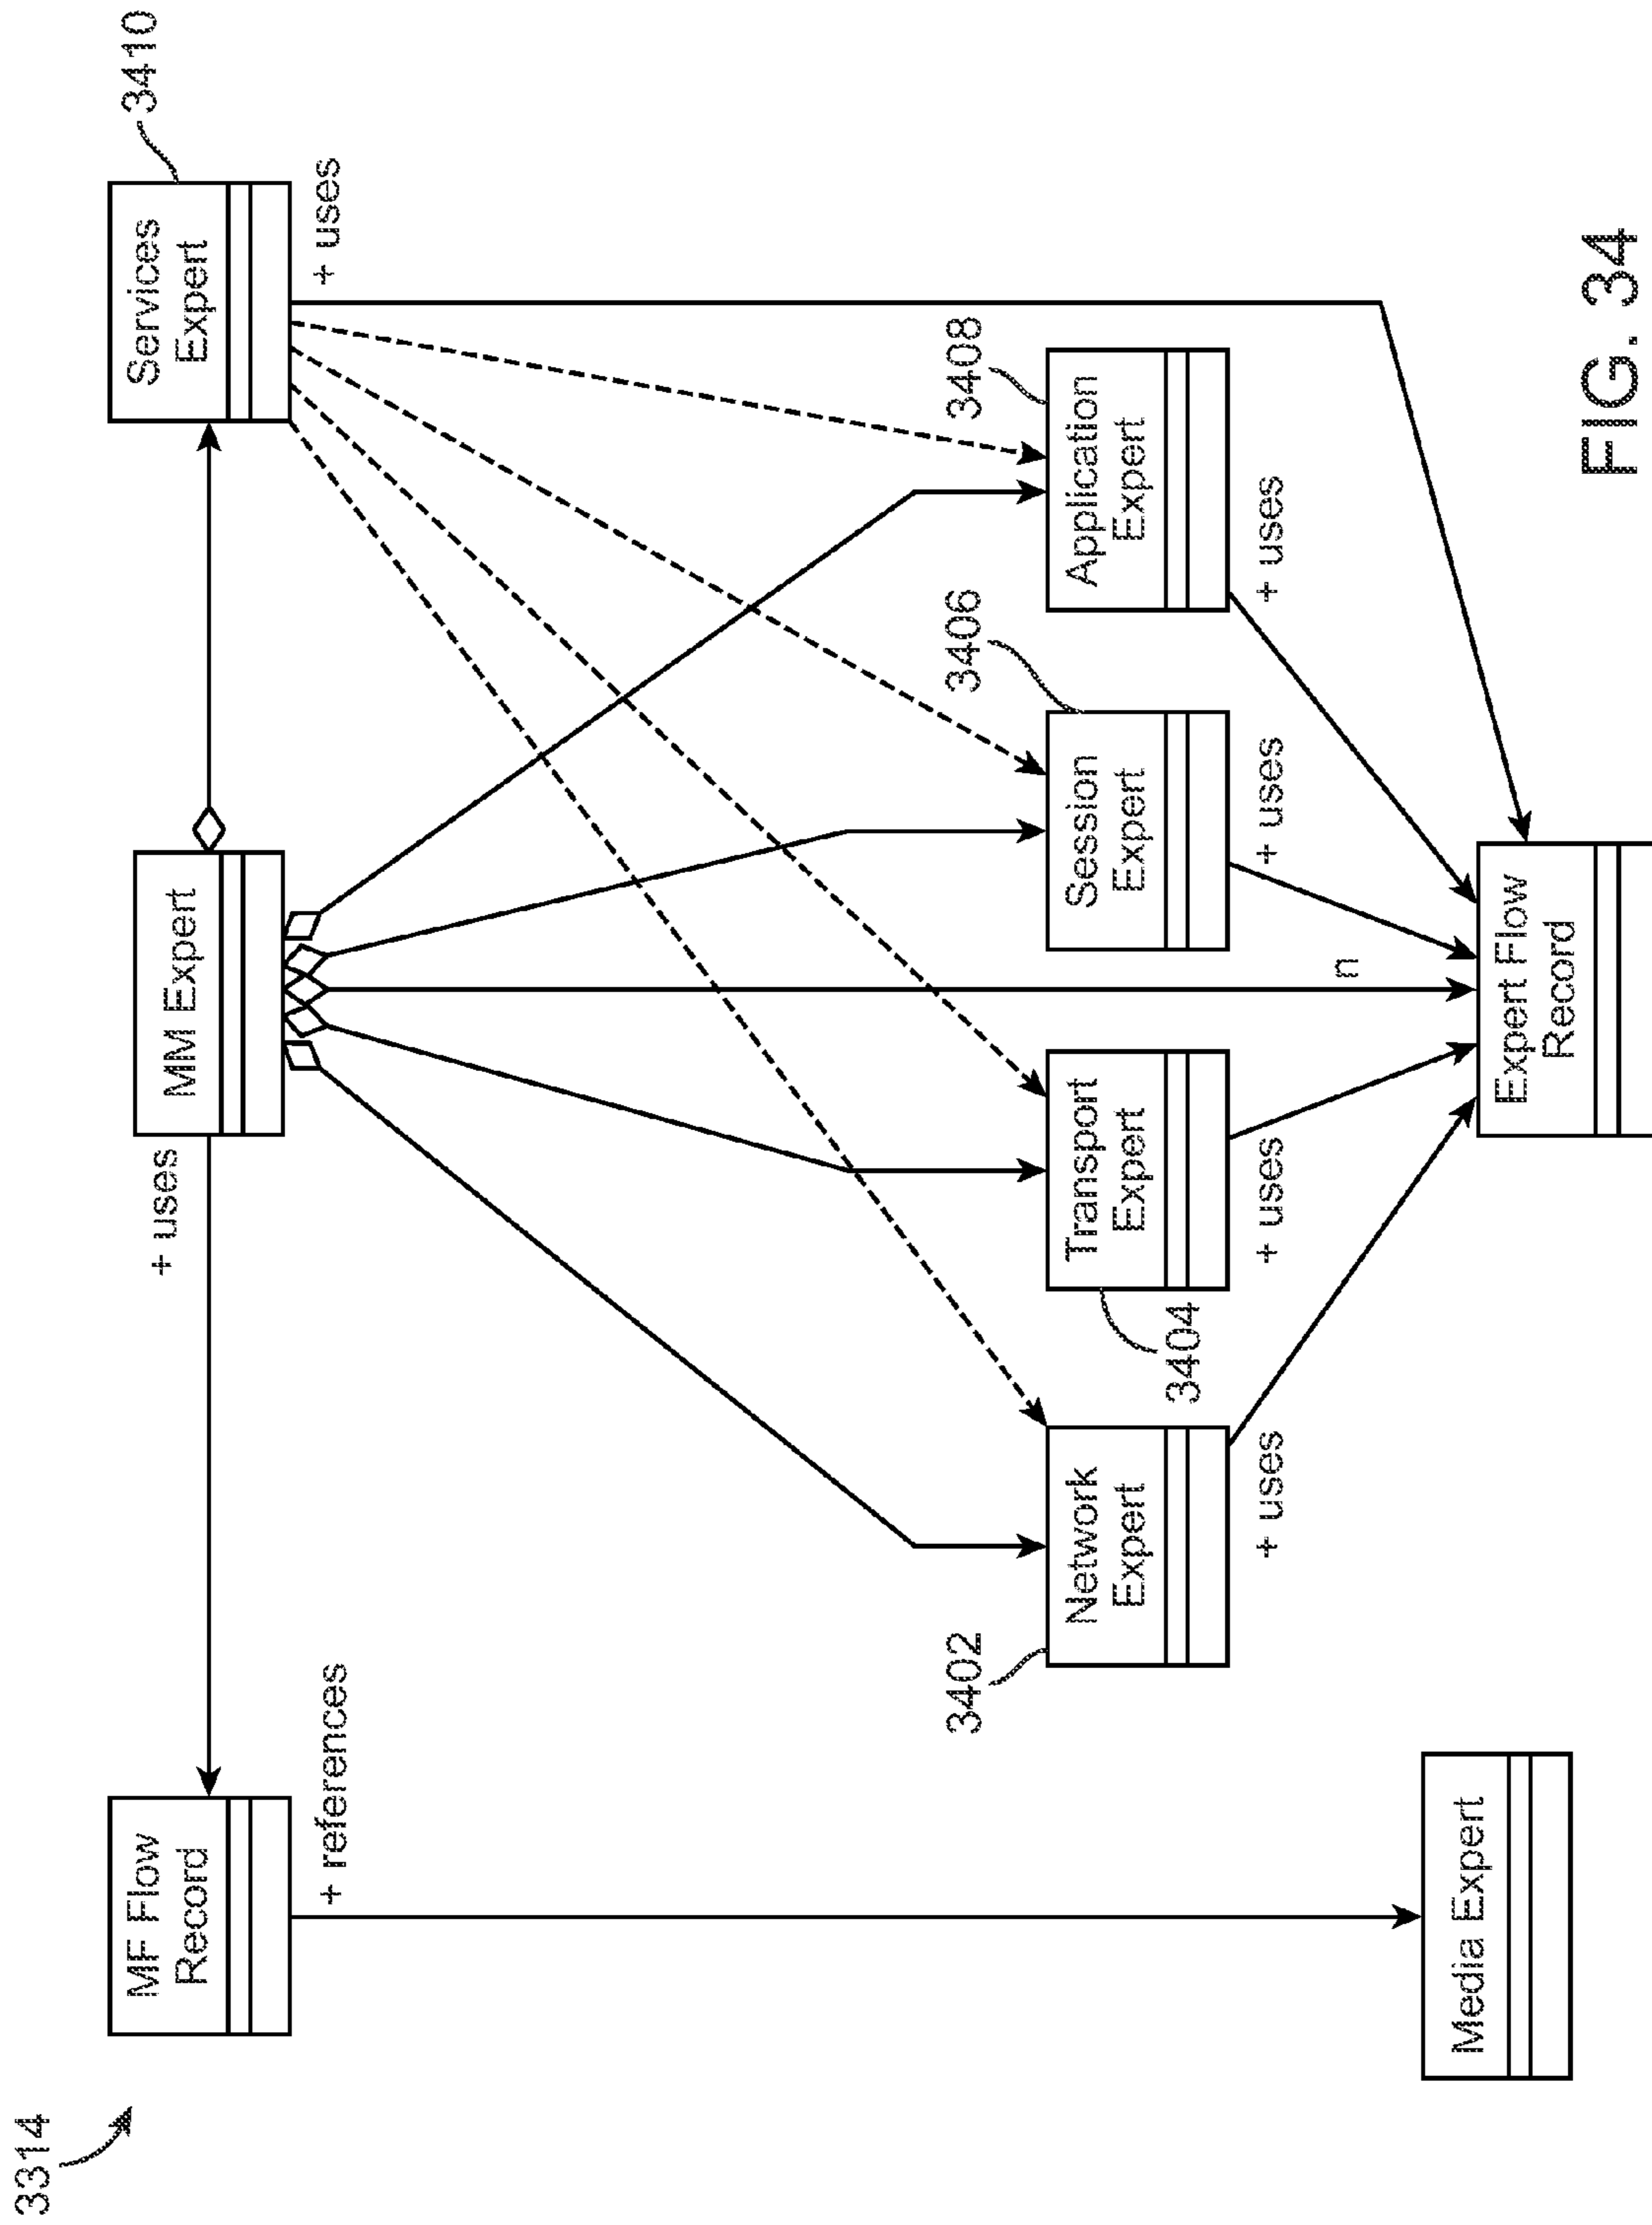 3314
MF Flow
Record
+ references
+ uses
MM Expert
Services
Expert
3410
+ uses
3402
Network
Expert
+ uses
3404
Transport
Expert
+ uses
3406
Session
Expert
+ uses
3408
Application
Expert
+ uses
n
Media Expert
Expert Flow
Record
FIG. 34